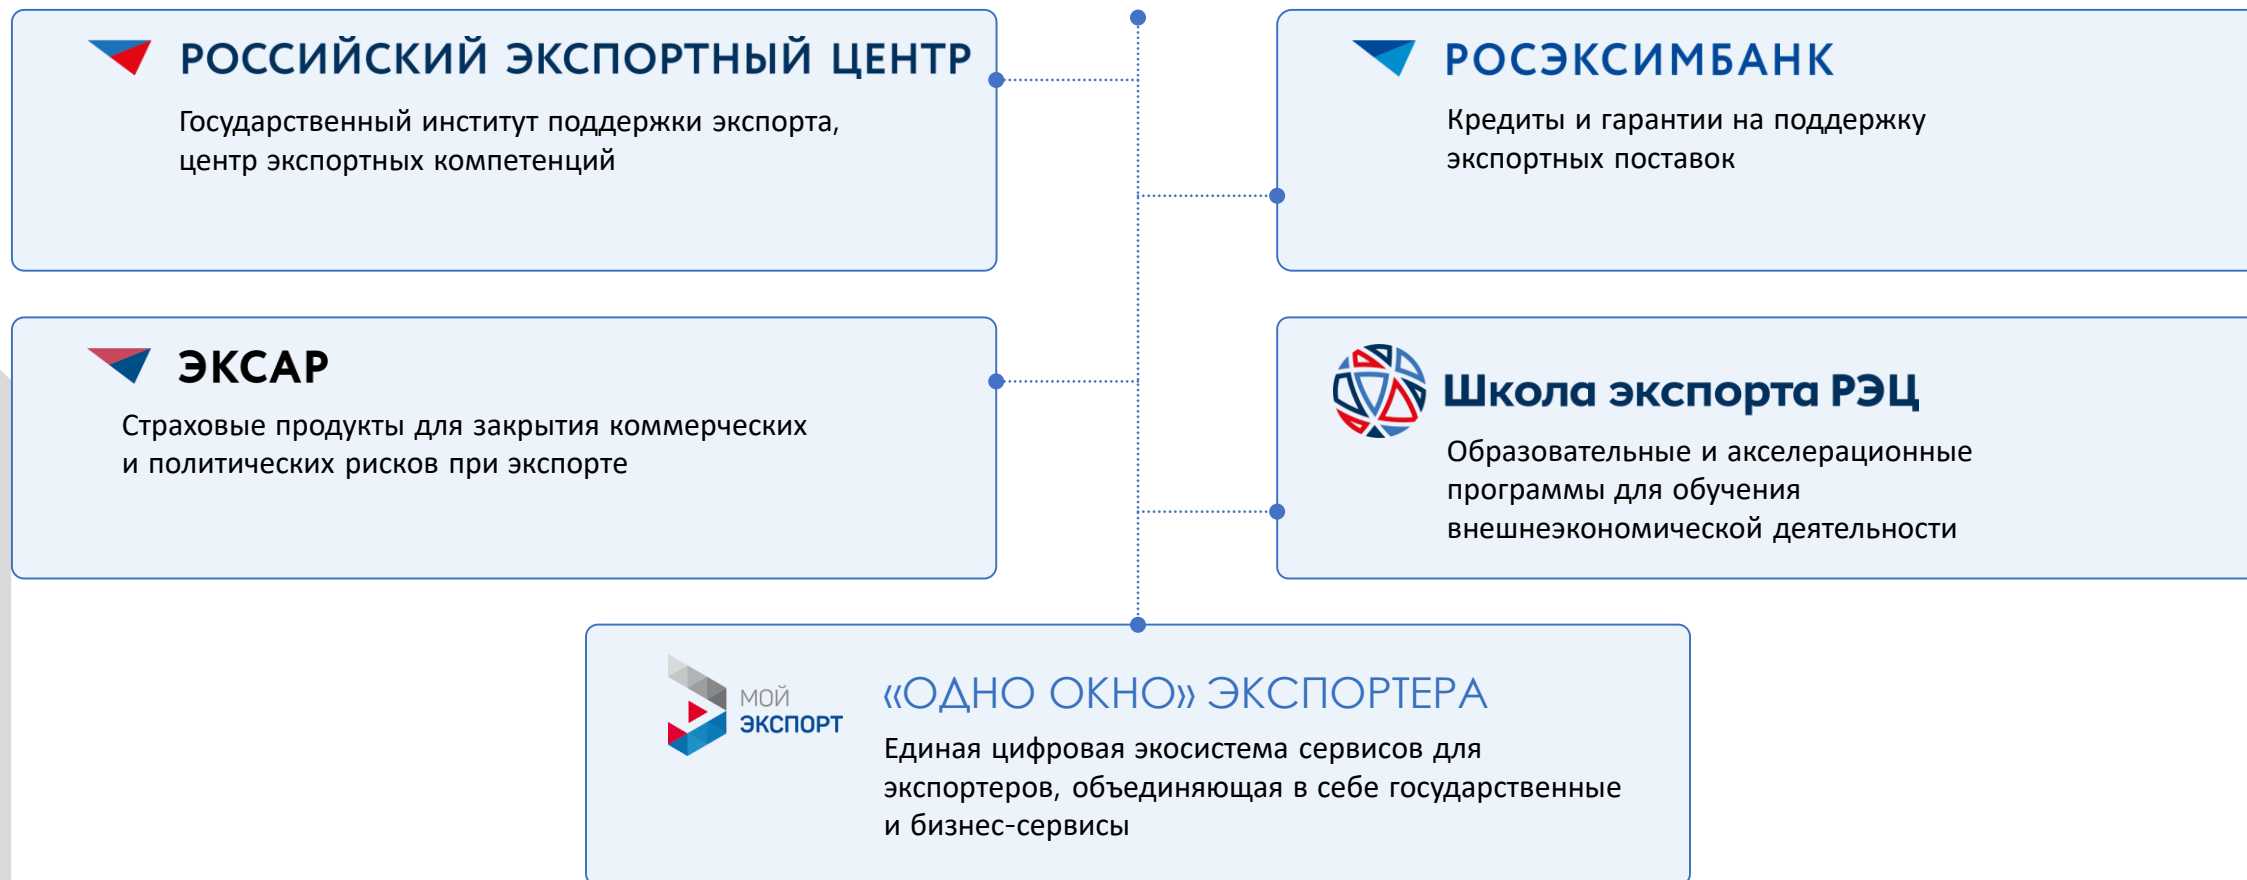 РОССИЙСКИЙ ЭКСПОРТНЫЙ ЦЕНТР
Государственный институт поддержки экспорта,
центр экспортных компетенций
РОСЭКСИМБАНК
Кредиты и гарантии на поддержку
экспортных поставок
ЭКСАР
Страховые продукты для закрытия коммерческих
и политических рисков при экспорте
Школа экспорта РЭЦ
Образовательные и акселерационные
программы для обучения
внешнеэкономической деятельности
МОЙ
ЭКСПОРТ
«ОДНО ОКНО» ЭКСПОРТЕРА
Единая цифровая экосистема сервисов для
экспортеров, объединяющая в себе государственные
и бизнес-сервисы